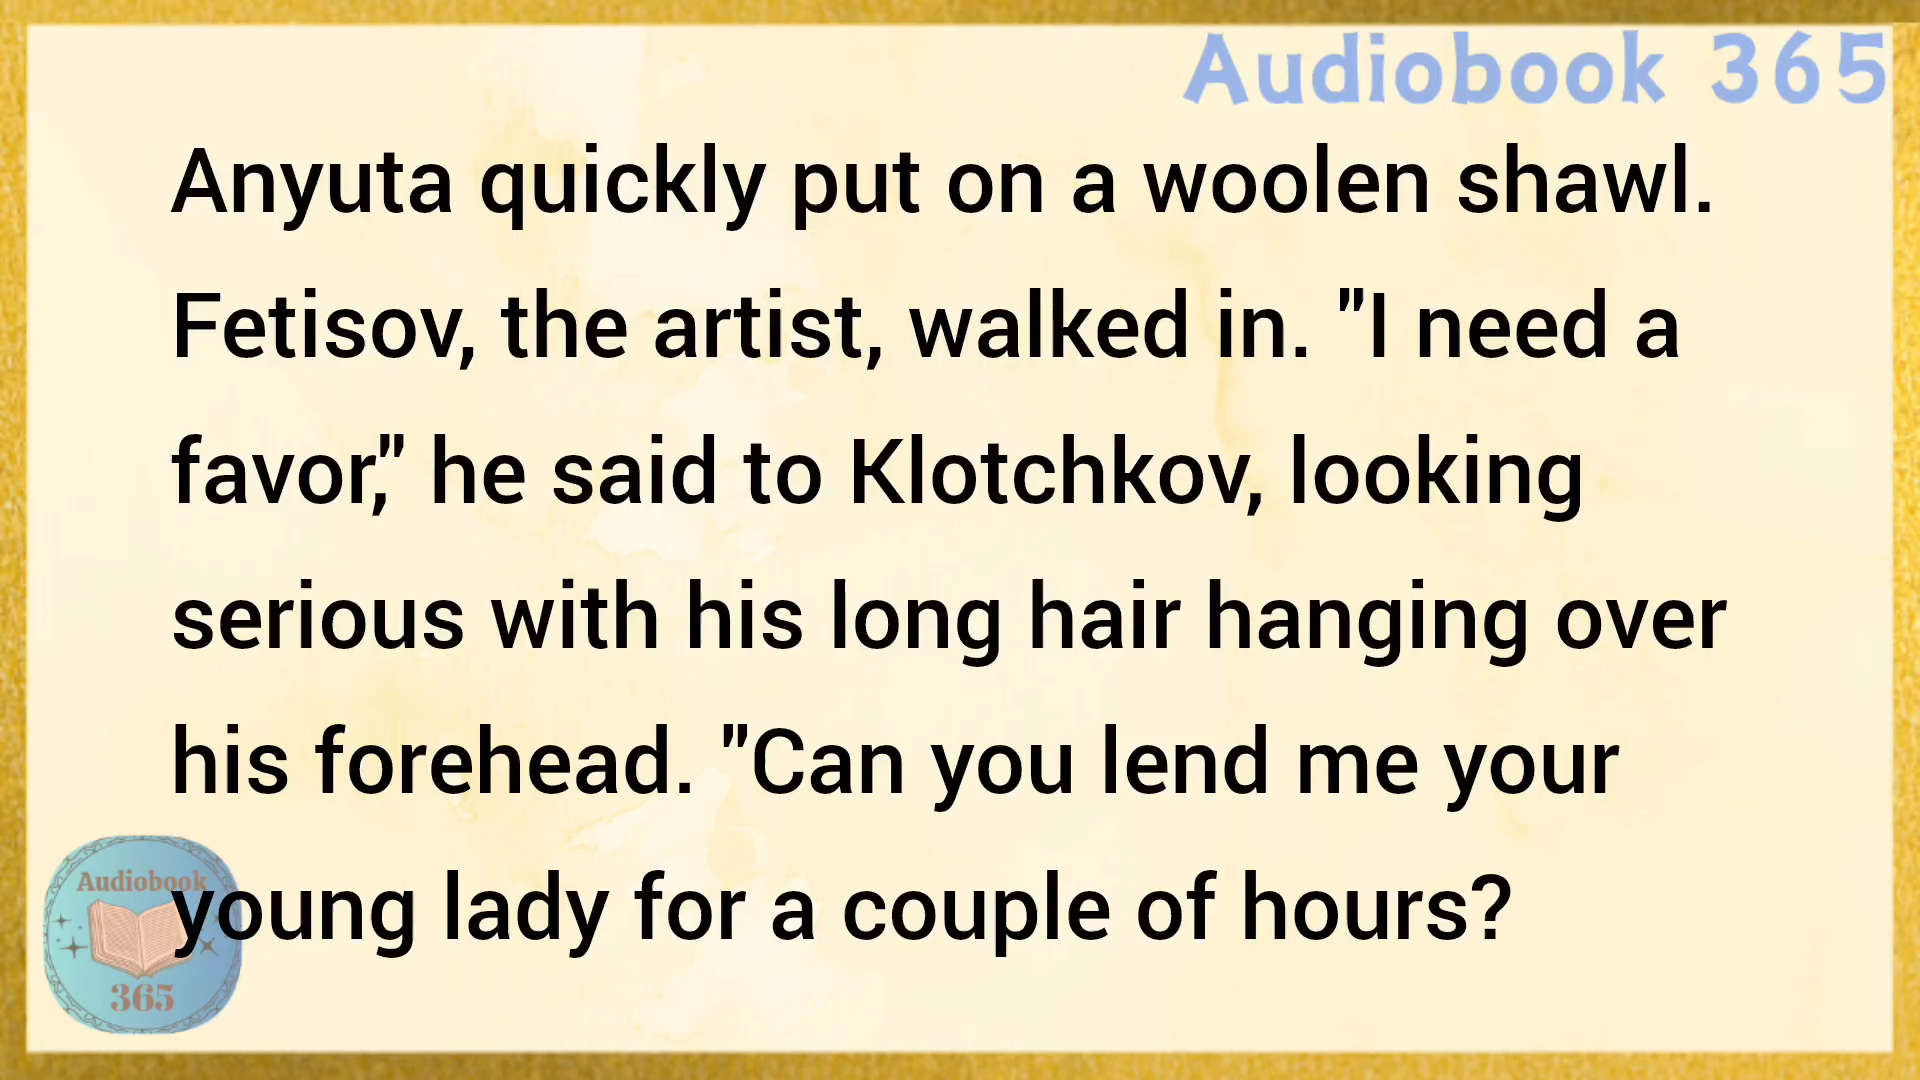 Audiobook 365
Anyuta quickly put on a woolen shawl.
Fetisov, the artist, walked in. "I need a
favor," he said to Klotchkov, looking
serious with his long hair hanging over
his forehead. "Can you lend me your
young lady for a couple of hours?
Audiobook
365